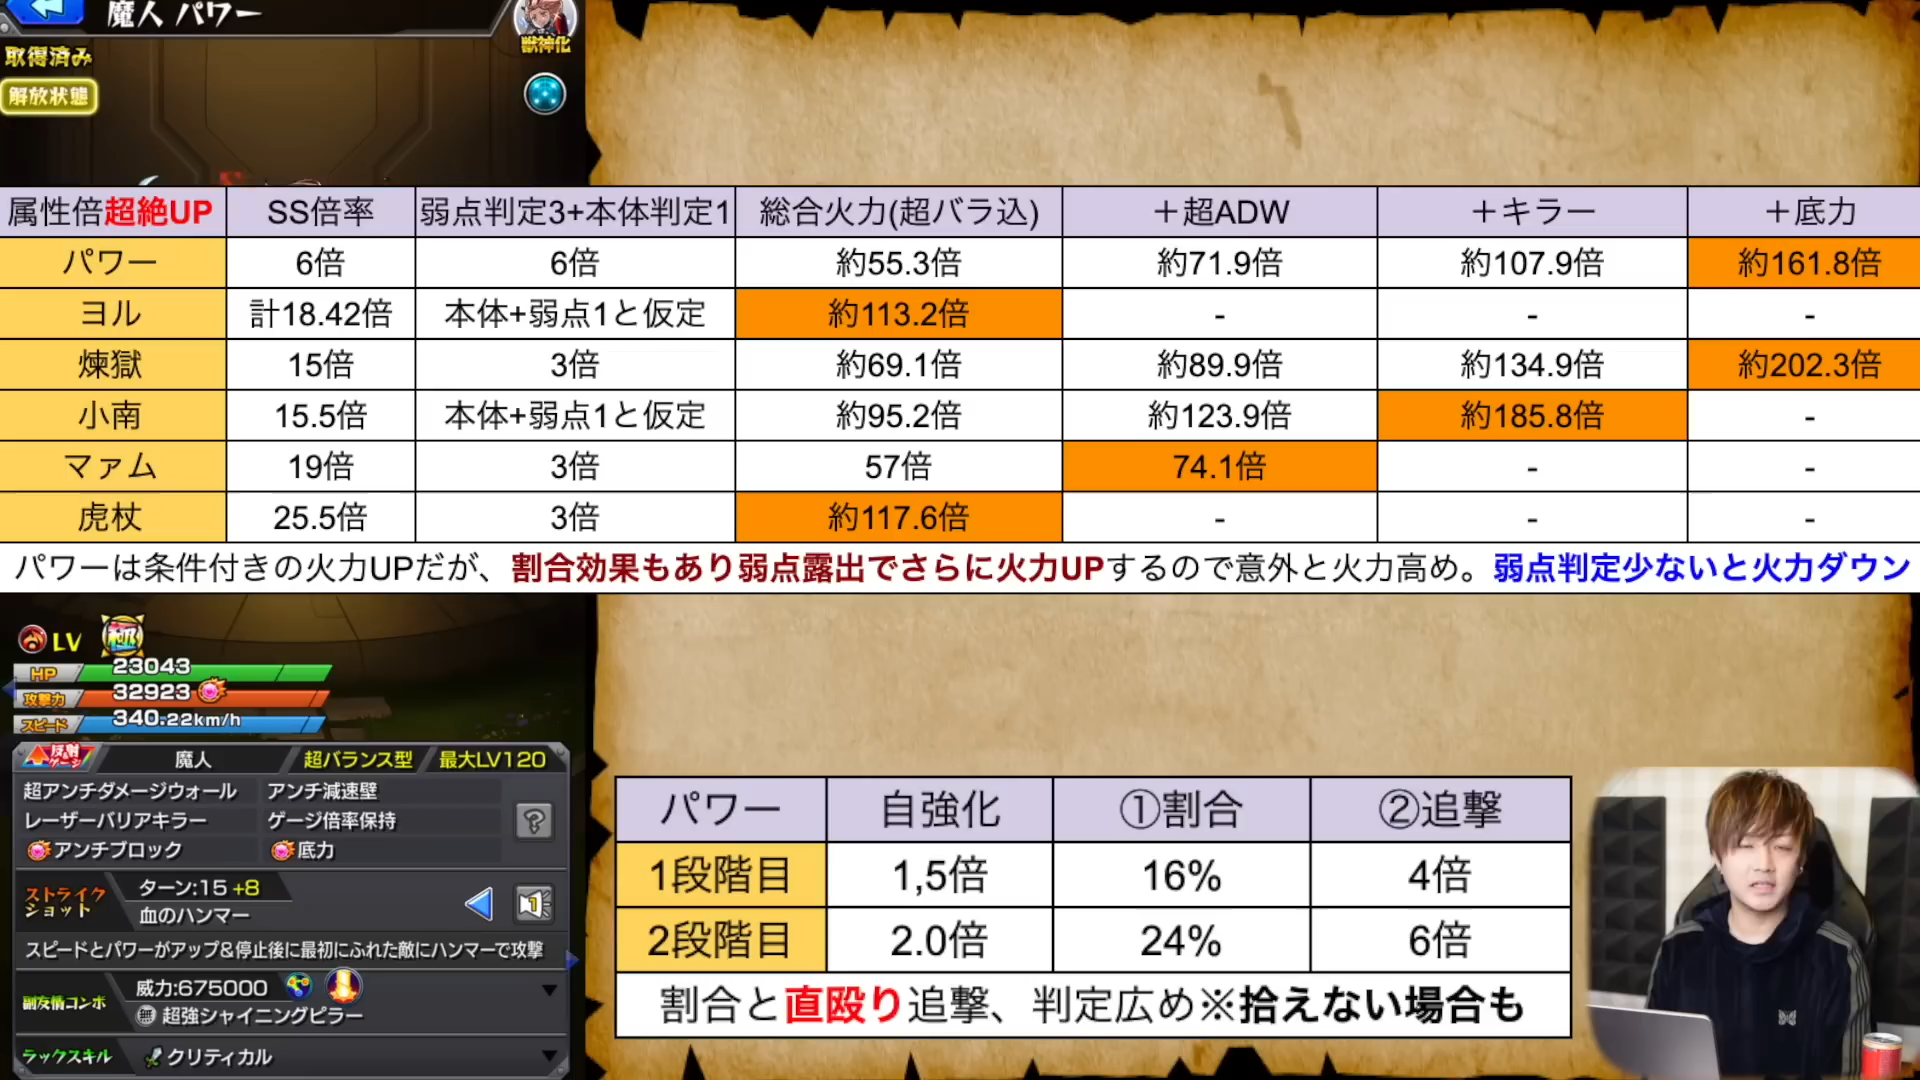 魔人 パワー
獣神化
取得済み
解放状態
属性倍超絶UP SS倍率 弱点判定3+本体判定1 総合火力(超バラ込) ＋超ADW ＋キラー ＋底力
パワー 6倍 6倍 約55.3倍 約71.9倍 約107.9倍 約161.8倍
ヨル 計18.42倍 本体+弱点1と仮定 約113.2倍 - - -
煉獄 15倍 3倍 約69.1倍 約89.9倍 約134.9倍 約202.3倍
小南 15.5倍 本体+弱点1と仮定 約95.2倍 約123.9倍 約185.8倍 -
マァム 19倍 3倍 57倍 74.1倍 - -
虎杖 25.5倍 3倍 約117.6倍 - - -
パワーは条件付きの火力UPだが、割合効果もあり弱点露出でさらに火力UPするので意外と火力高め。弱点判定少ないと火力ダウン
LV 極
HP 23043
攻撃力 32923
スピード 340.22km/h
反射 魔人 超バランス型 最大LV120
ゲージ
超アンチダメージウォール アンチ減速壁
レーザーバリアキラー ゲージ倍率保持
アンチブロック 底力
?
ストライク ターン:15 +8
ショット 血のハンマー
1
スピードとパワーがアップ&停止後に最初にふれた敵にハンマーで攻撃
副友情コンボ 威力:675000
無 超強シャイニングピラー
ラックスキル クリティカル
パワー 自強化 ①割合 ②追撃
1段階目 1,5倍 16% 4倍
2段階目 2.0倍 24% 6倍
割合と直殴り追撃、判定広め※拾えない場合も